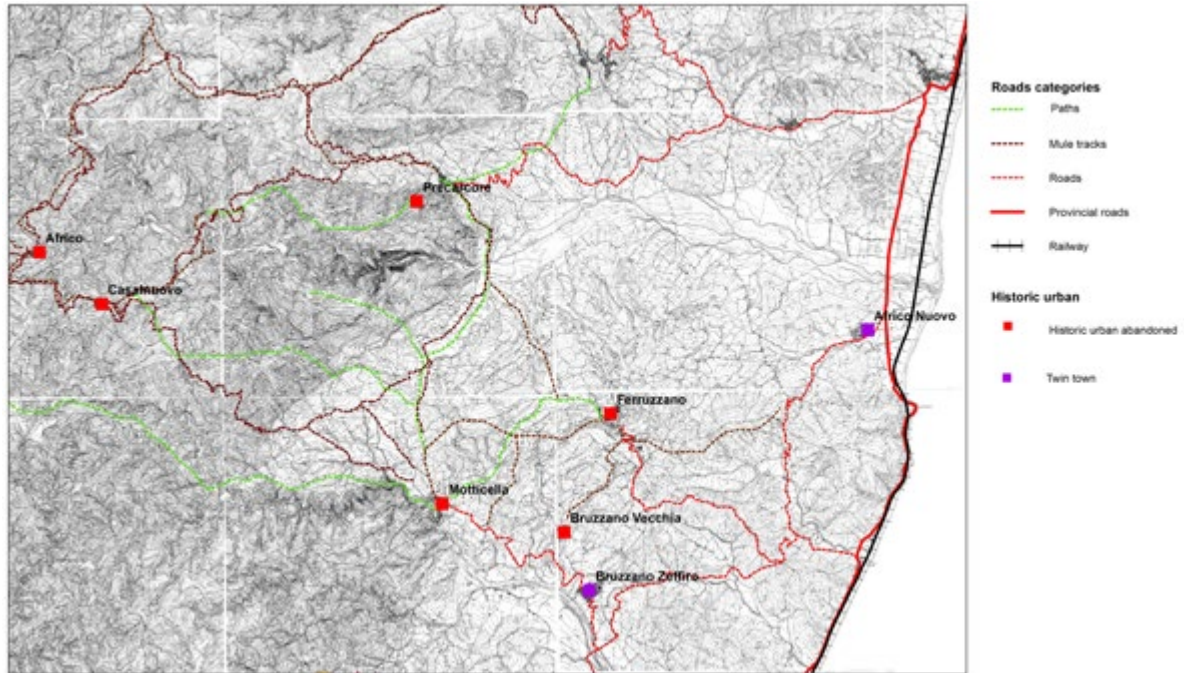 Precalcore
Africo
Casalnuovo
Africo Nuovo
Ferruzzano
Motticella
Bruzzano Vecchia
Bruzzano Zeffiro
Roads categories
Paths
Mule tracks
Roads
Provincial roads
Railway
Historic urban
Historic urban abandoned
Twin town